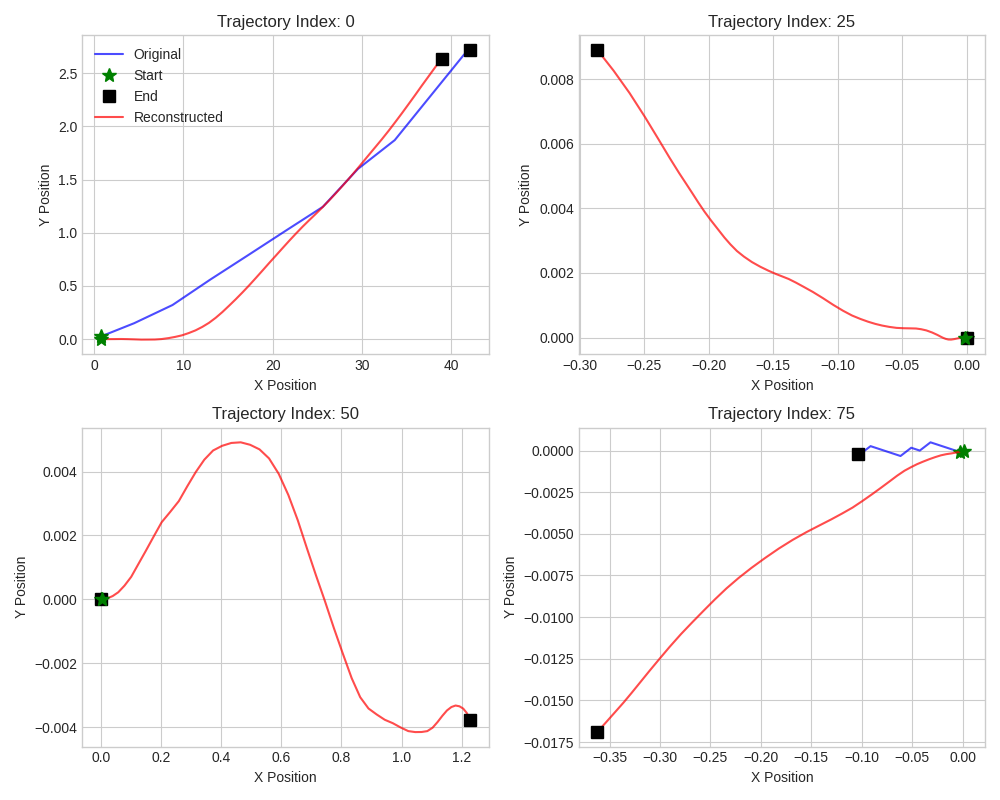 Trajectory Index: 0
Original
Start
End
Reconstructed
2.5
2.0
1.5
1.0
0.5
0.0
Y Position
0 10 20 30 40
X Position
Trajectory Index: 25
0.008
0.006
0.004
0.002
0.000
Y Position
−0.30 −0.25 −0.20 −0.15 −0.10 −0.05 0.00
X Position
Trajectory Index: 50
0.004
0.002
0.000
−0.002
−0.004
Y Position
0.0 0.2 0.4 0.6 0.8 1.0 1.2
X Position
Trajectory Index: 75
0.0000
−0.0025
−0.0050
−0.0075
−0.0100
−0.0125
−0.0150
−0.0175
Y Position
−0.35 −0.30 −0.25 −0.20 −0.15 −0.10 −0.05 0.00
X Position